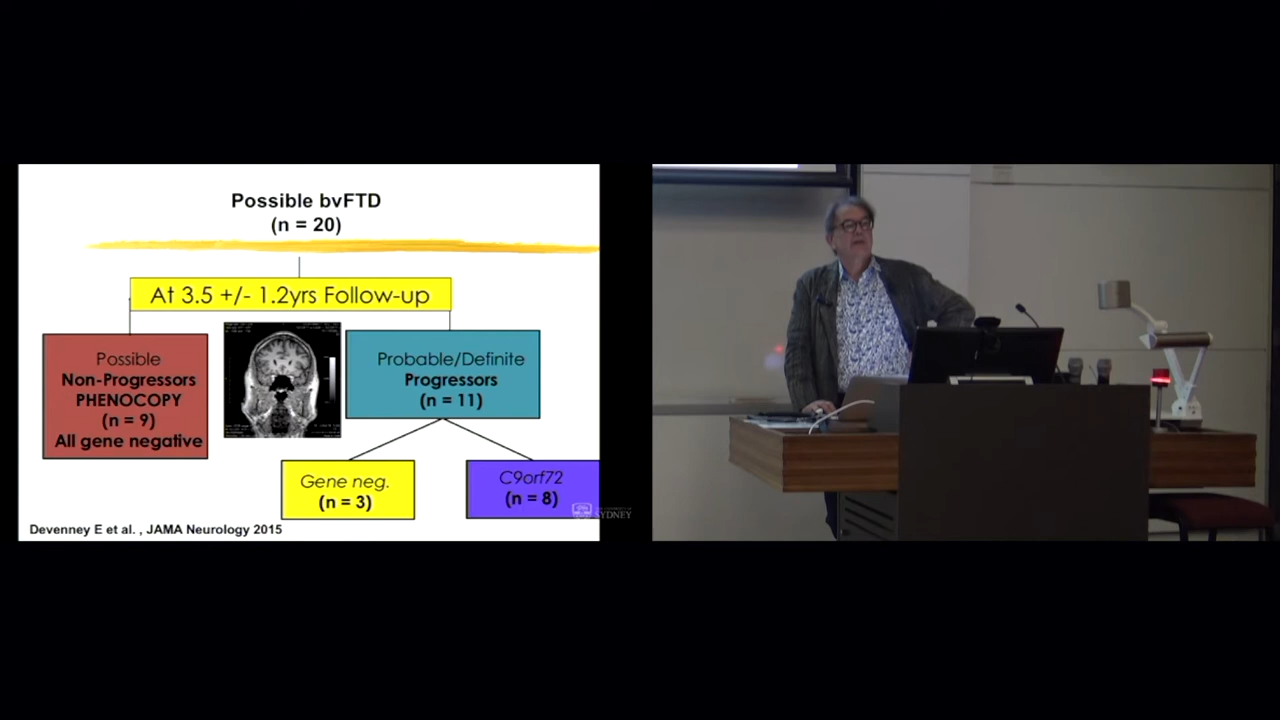 Possible bvFTD
(n = 20)
At 3.5 +/- 1.2yrs Follow-up
Possible
Non-Progressors
PHENOCOPY
(n = 9)
All gene negative
Probable/Definite
Progressors
(n = 11)
Gene neg.
(n = 3)
C9orf72
(n = 8)
Devenney E et al. , JAMA Neurology 2015
SYDNEY